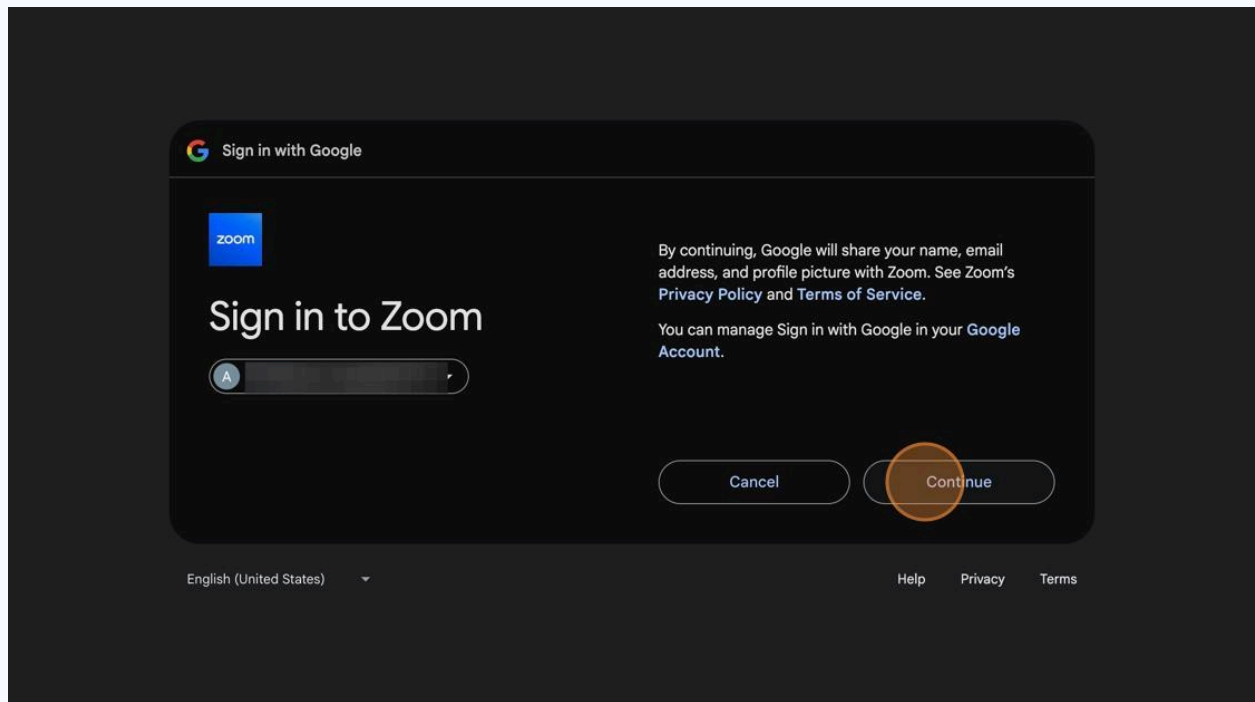 Sign in with Google
zoom
Sign in to Zoom
A
By continuing, Google will share your name, email
address, and profile picture with Zoom. See Zoom’s
Privacy Policy and Terms of Service.
You can manage Sign in with Google in your Google
Account.
Cancel
Continue
English (United States)
Help
Privacy
Terms